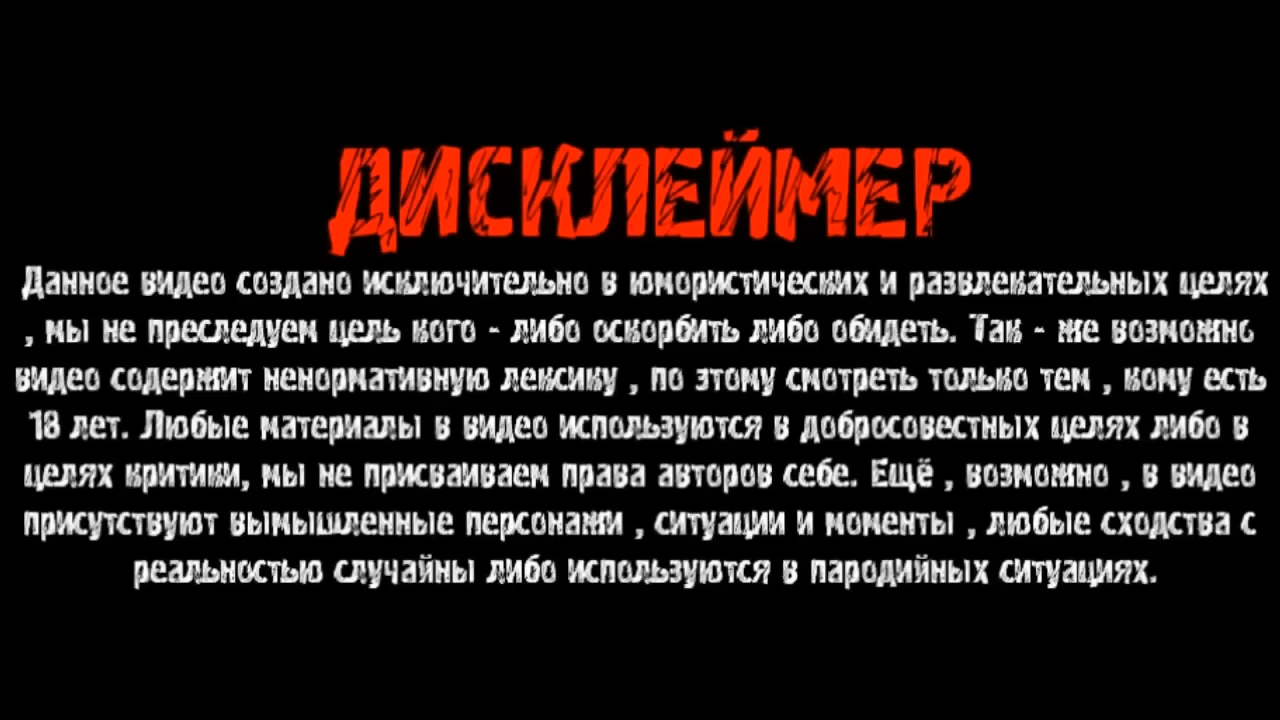 ДИСКЛЕЙМЕР
Данное видео создано исключительно в юмористических и развлекательных целях
, мы не преследуем цель кого - либо оскорбить либо обидеть. Так - же возможно
видео содержит ненормативную лексику , по этому смотреть только тем , кому есть
18 лет. Любые материалы в видео используются в добросовестных целях либо в
целях критики, мы не присваиваем права авторов себе. Ещё , возможно , в видео
присутствуют вымышленные персонажи , ситуации и моменты , любые сходства с
реальностью случайны либо используются в пародийных ситуациях.